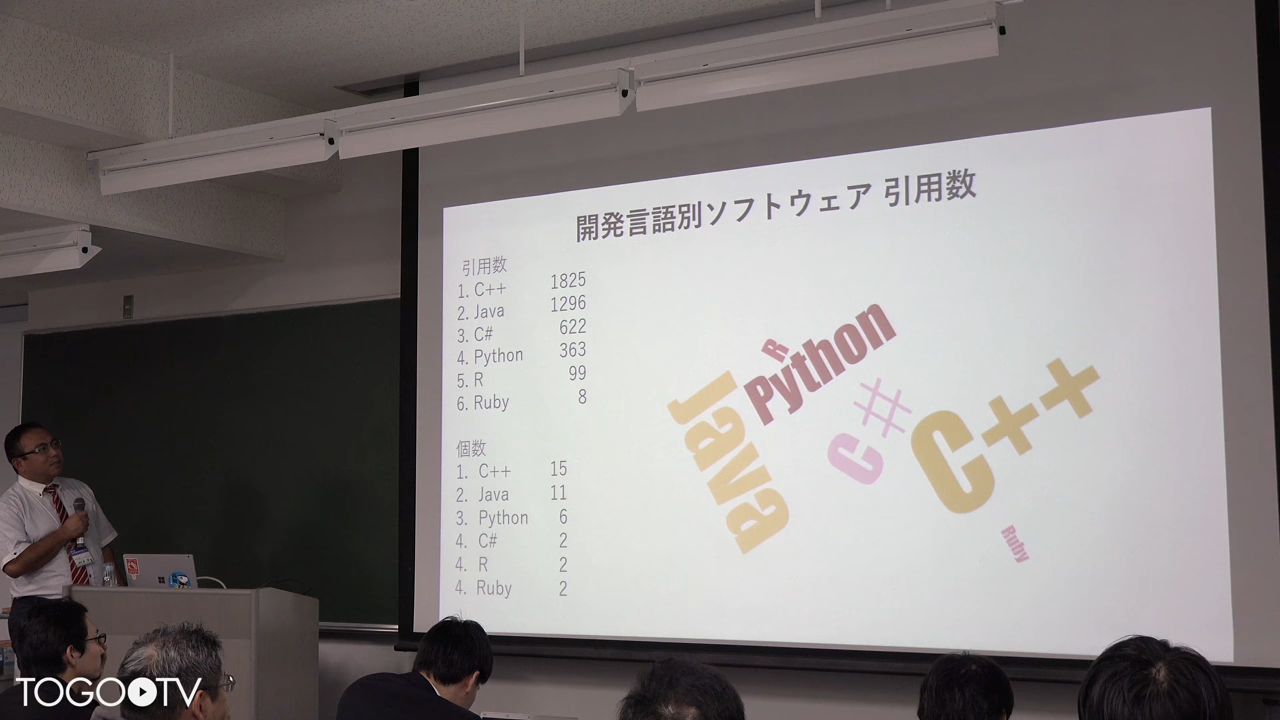 開発言語別ソフトウェア 引用数
引用数
1. C++ 1825
2. Java 1296
3. C# 622
4. Python 363
5. R 99
6. Ruby 8
個数
1. C++ 15
2. Java 11
3. Python 6
4. C# 2
4. R 2
4. Ruby 2
R
Python
Java
C#
C++
Ruby
TOGOTV